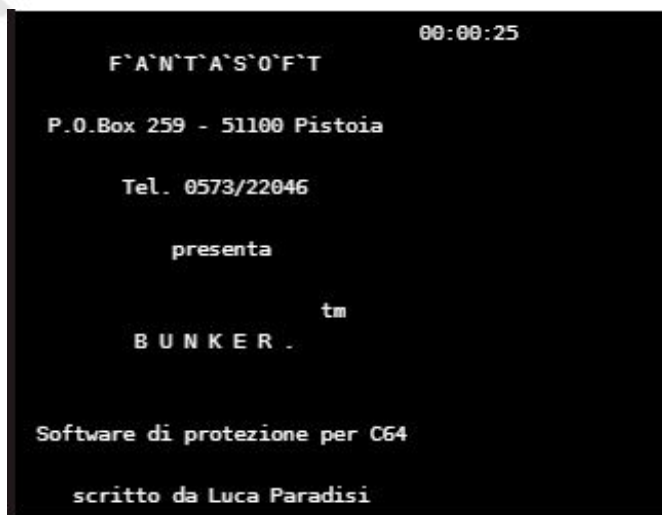 00:00:25
F`A`N`T`A`S`O`F`T
P.O.Box 259 - 51100 Pistoia
Tel. 0573/22046
presenta
tm
B U N K E R .
Software di protezione per C64
scritto da Luca Paradisi